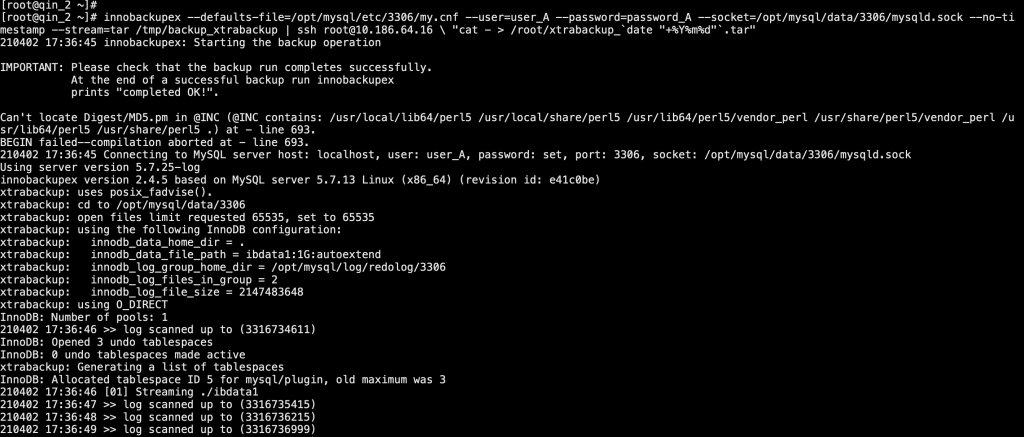 [root@qin_2 ~]#
[root@qin_2 ~]# innobackupex --defaults-file=/opt/mysql/etc/3306/my.cnf --user=user_A --password=password_A --socket=/opt/mysql/data/3306/mysqld.sock --no-ti
mestamp --stream=tar /tmp/backup_xtrabackup | ssh root@10.186.64.16 \ "cat - > /root/xtrabackup_`date "+%Y%m%d"`.tar"
210402 17:36:45 innobackupex: Starting the backup operation
IMPORTANT: Please check that the backup run completes successfully.
At the end of a successful backup run innobackupex
prints "completed OK!".
Can't locate Digest/MD5.pm in @INC (@INC contains: /usr/local/lib64/perl5 /usr/local/share/perl5 /usr/lib64/perl5/vendor_perl /usr/share/perl5/vendor_perl /u
sr/lib64/perl5 /usr/share/perl5 .) at - line 693.
BEGIN failed--compilation aborted at - line 693.
210402 17:36:45 Connecting to MySQL server host: localhost, user: user_A, password: set, port: 3306, socket: /opt/mysql/data/3306/mysqld.sock
Using server version 5.7.25-log
innobackupex version 2.4.5 based on MySQL server 5.7.13 Linux (x86_64) (revision id: e41c0be)
xtrabackup: uses posix_fadvise().
xtrabackup: cd to /opt/mysql/data/3306
xtrabackup: open files limit requested 65535, set to 65535
xtrabackup: using the following InnoDB configuration:
xtrabackup:   innodb_data_home_dir = .
xtrabackup:   innodb_data_file_path = ibdata1:1G:autoextend
xtrabackup:   innodb_log_group_home_dir = /opt/mysql/log/redolog/3306
xtrabackup:   innodb_log_files_in_group = 2
xtrabackup:   innodb_log_file_size = 2147483648
xtrabackup: using O_DIRECT
InnoDB: Number of pools: 1
210402 17:36:46 >> log scanned up to (3316734611)
InnoDB: Opened 3 undo tablespaces
InnoDB: 0 undo tablespaces made active
xtrabackup: Generating a list of tablespaces
InnoDB: Allocated tablespace ID 5 for mysql/plugin, old maximum was 3
210402 17:36:46 [01] Streaming ./ibdata1
210402 17:36:47 >> log scanned up to (3316735415)
210402 17:36:48 >> log scanned up to (3316736215)
210402 17:36:49 >> log scanned up to (3316736999)